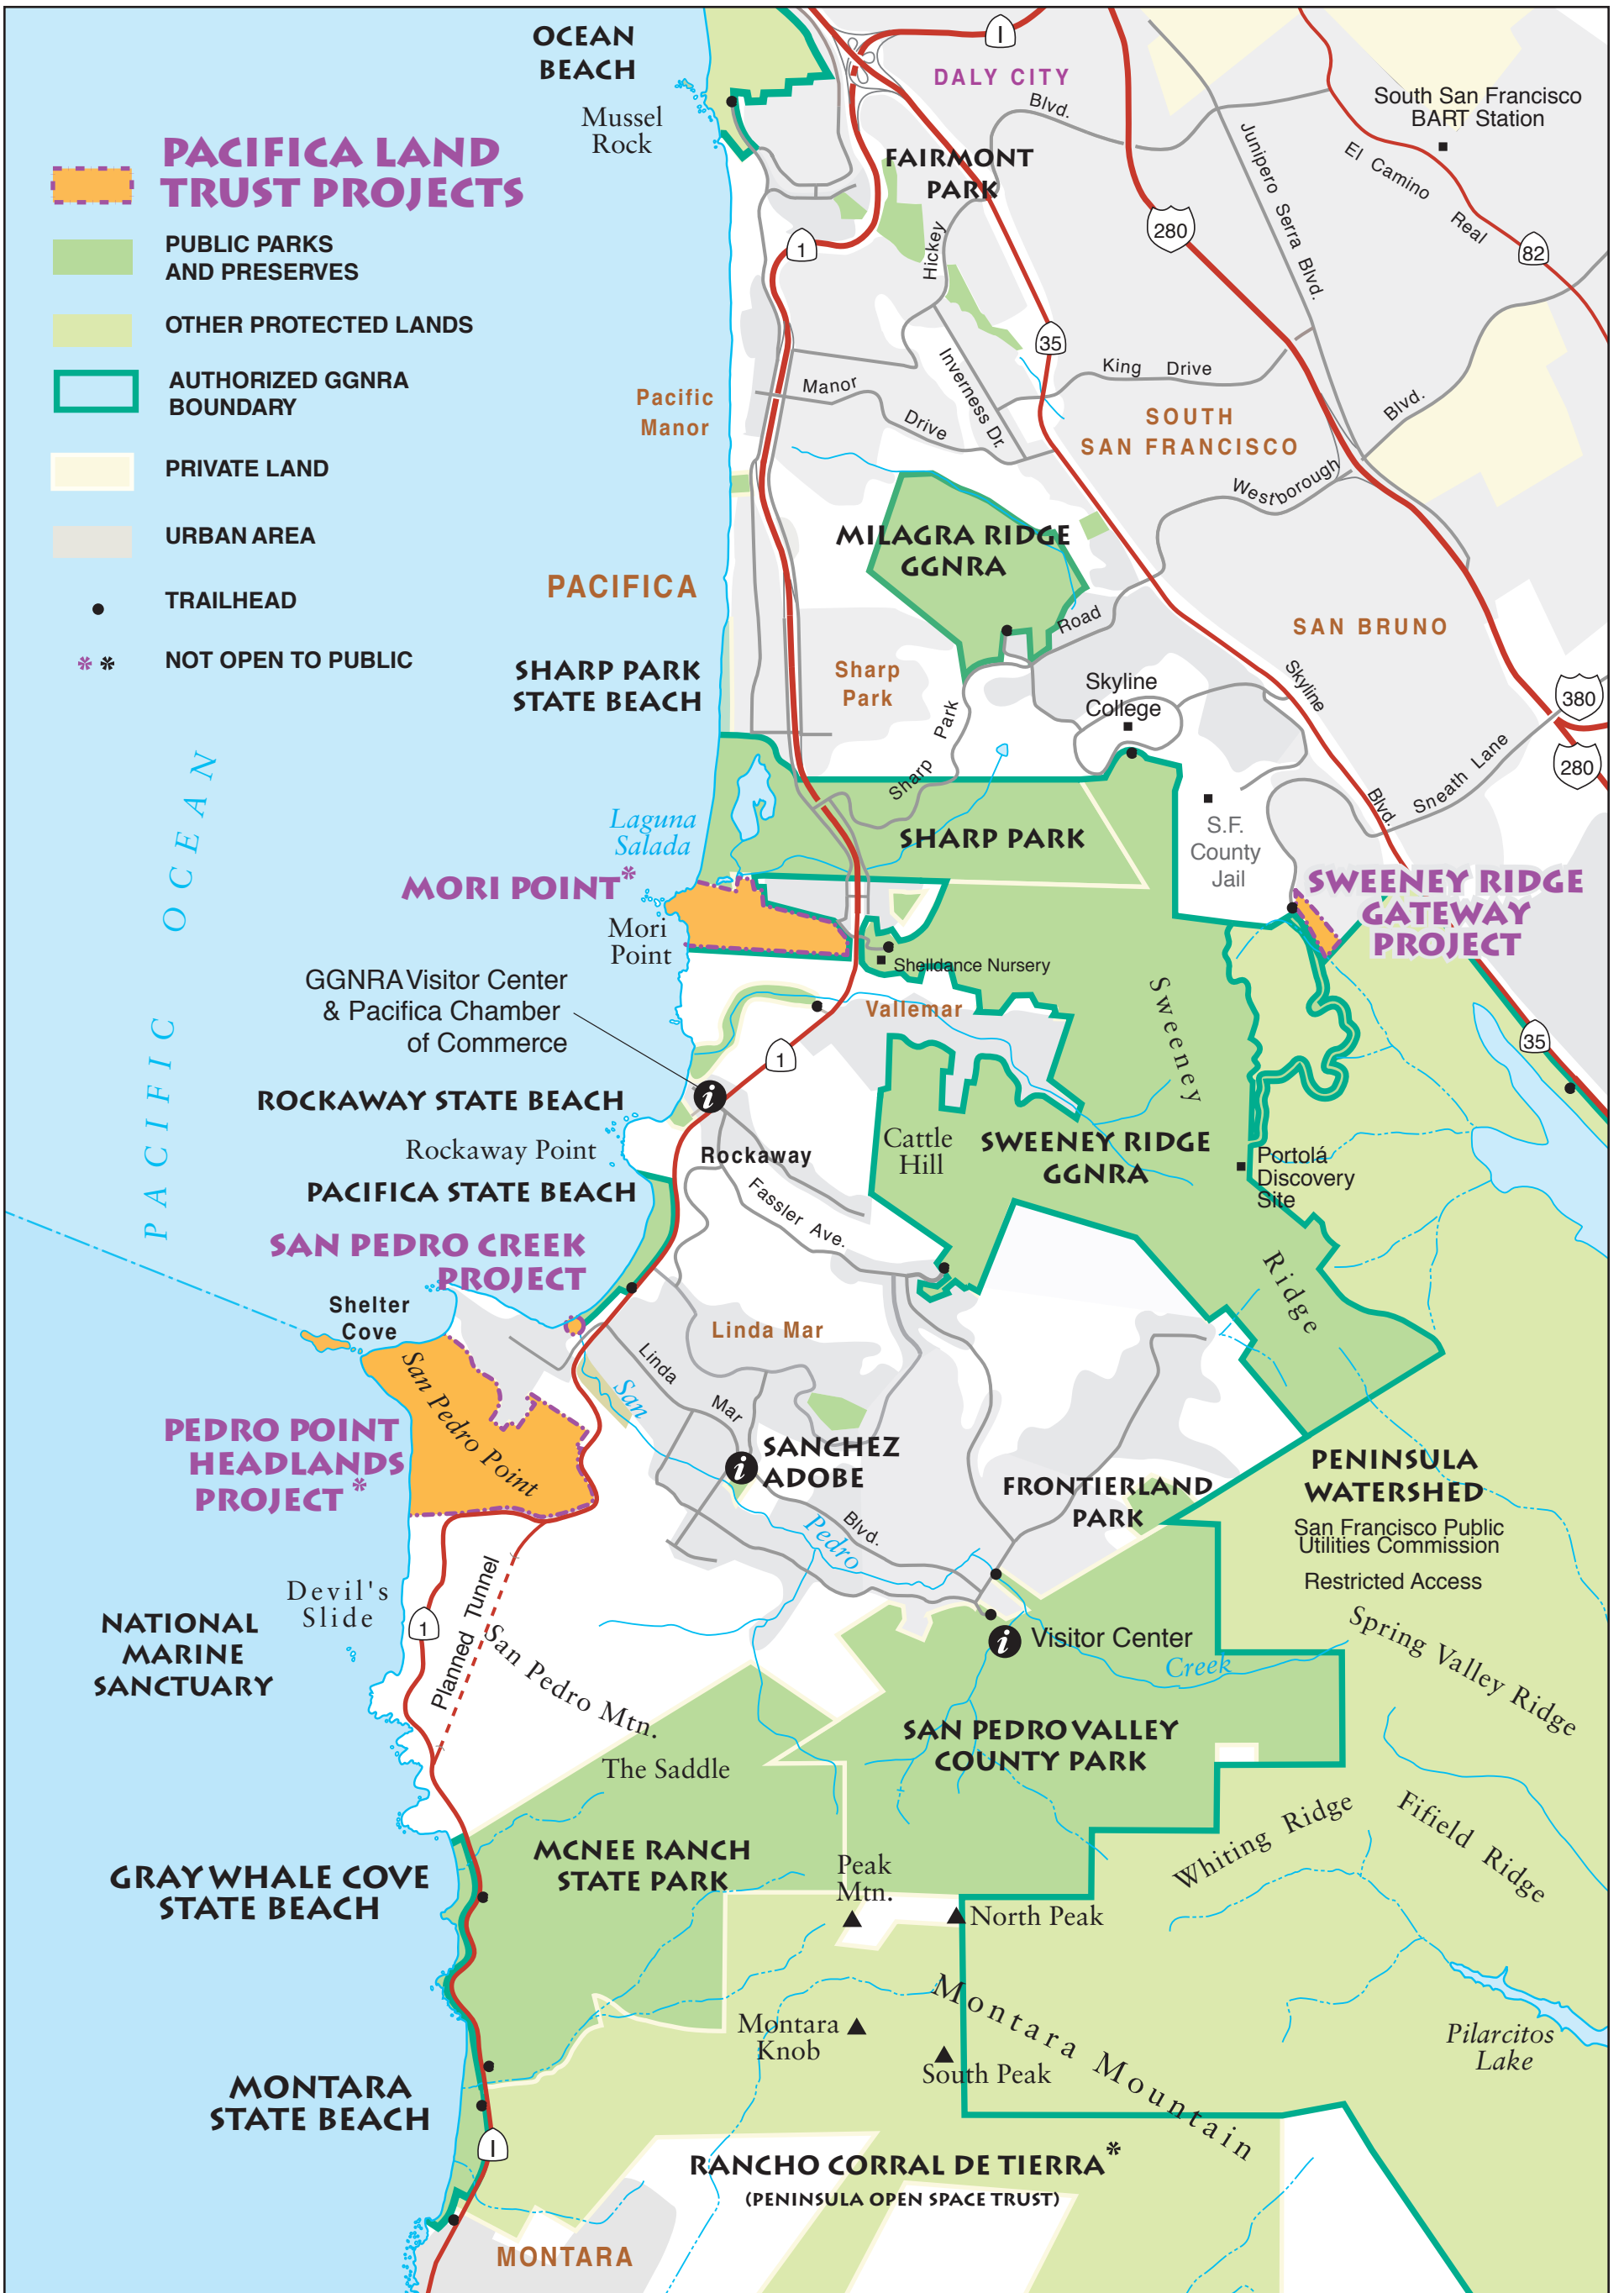 OCEAN
BEACH
Mussel
Rock
PACIFICA LAND
TRUST PROJECTS
PUBLIC PARKS
AND PRESERVES
OTHER PROTECTED LANDS
AUTHORIZED GGNRA
BOUNDARY
PRIVATE LAND
URBAN AREA
TRAILHEAD
** NOT OPEN TO PUBLIC
I
DALY CITY
Blvd.
South San Francisco
BART Station
FAIRMONT
PARK
Junipero Serra Blvd.
El Camino
Real
280
82
1
Hickey
35
Inverness Dr.
King Drive
Manor
Drive
Pacific
Manor
SOUTH
SAN FRANCISCO
Blvd.
Westborough
MILAGRA RIDGE
GGNRA
PACIFICA
Road
SAN BRUNO
SHARP PARK
STATE BEACH
Sharp
Park
Skyline
College
Skyline
380
280
Sharp Park
Sneath Lane
Blvd.
PACIFIC OCEAN
Laguna
Salada
SHARP PARK
S.F.
County
Jail
MORI POINT*
Mori
Point
SWEENEY RIDGE
GATEWAY
PROJECT
Shelldance Nursery
GGNRA Visitor Center
& Pacifica Chamber
of Commerce
Vallemar
Sweeney
35
1
i
ROCKAWAY STATE BEACH
Rockaway Point
Rockaway
Cattle
Hill
SWEENEY RIDGE
GGNRA
Portolá
Discovery
Site
PACIFICA STATE BEACH
Fassler Ave.
SAN PEDRO CREEK
PROJECT
Ridge
Shelter
Cove
Linda Mar
San Pedro Point
Linda
Mar
San
PEDRO POINT
HEADLANDS
PROJECT *
i
SANCHEZ
ADOBE
FRONTIERLAND
PARK
PENINSULA
WATERSHED
San Francisco Public
Utilities Commission
Restricted Access
Pedro
Blvd.
Devil's
Slide
Planned Tunnel
1
NATIONAL
MARINE
SANCTUARY
San Pedro Mtn.
i
Visitor Center
Creek
Spring Valley Ridge
SAN PEDRO VALLEY
COUNTY PARK
The Saddle
Whiting Ridge
Fifield Ridge
MCNEE RANCH
STATE PARK
GRAY WHALE COVE
STATE BEACH
Peak
Mtn.
North Peak
Montara
Knob
South Peak
Montara Mountain
Pilarcitos
Lake
MONTARA
STATE BEACH
I
RANCHO CORRAL DE TIERRA*
(PENINSULA OPEN SPACE TRUST)
MONTARA